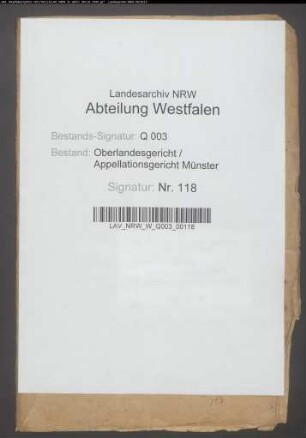 Landesarchiv NRW
Abteilung Westfalen
Bestands-Signatur: Q 003
Bestand: Oberlandesgericht /
Appellationsgericht Münster
Signatur: Nr. 118
LAV_NRW_W_Q003_00118